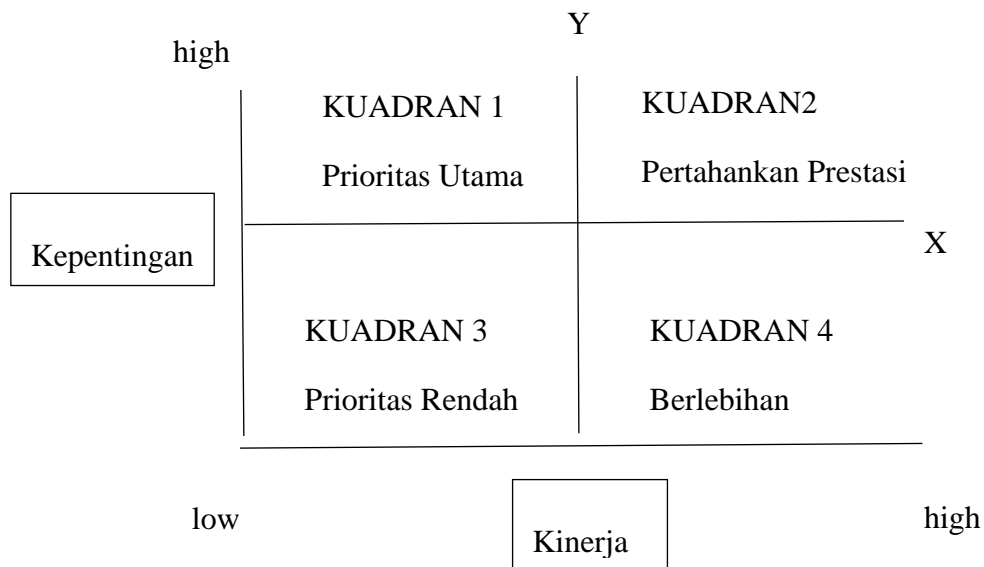 Y
high
KUADRAN 1
KUADRAN2
Prioritas Utama
Pertahankan Prestasi
Kepentingan
X
KUADRAN 3
KUADRAN 4
Prioritas Rendah
Berlebihan
low
high
Kinerja